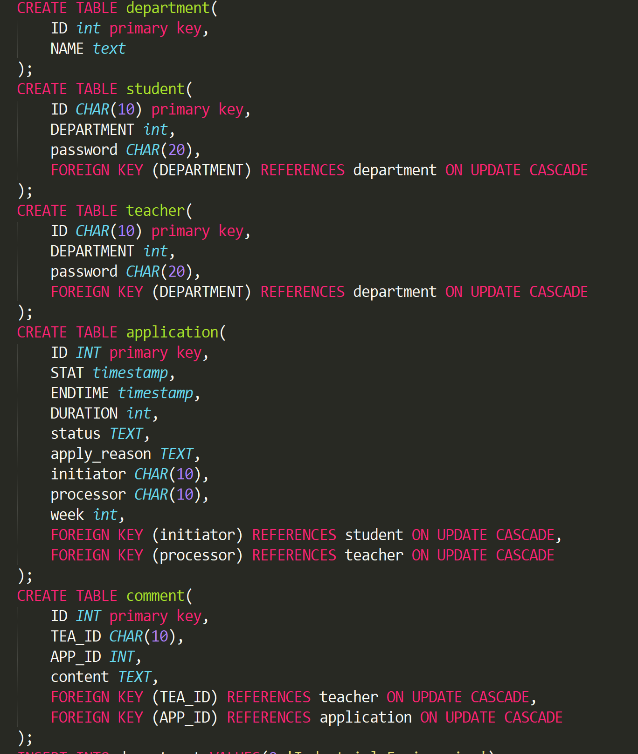 CREATE TABLE department(
ID int primary key,
NAME text
);
CREATE TABLE student(
ID CHAR(10) primary key,
DEPARTMENT int,
password CHAR(20),
FOREIGN KEY (DEPARTMENT) REFERENCES department ON UPDATE CASCADE
);
CREATE TABLE teacher(
ID CHAR(10) primary key,
DEPARTMENT int,
password CHAR(20),
FOREIGN KEY (DEPARTMENT) REFERENCES department ON UPDATE CASCADE
);
CREATE TABLE application(
ID INT primary key,
STAT timestamp,
ENDTIME timestamp,
DURATION int,
status TEXT,
apply_reason TEXT,
initiator CHAR(10),
processor CHAR(10),
week int,
FOREIGN KEY (initiator) REFERENCES student ON UPDATE CASCADE,
FOREIGN KEY (processor) REFERENCES teacher ON UPDATE CASCADE
);
CREATE TABLE comment(
ID INT primary key,
TEA_ID CHAR(10),
APP_ID INT,
content TEXT,
FOREIGN KEY (TEA_ID) REFERENCES teacher ON UPDATE CASCADE,
FOREIGN KEY (APP_ID) REFERENCES application ON UPDATE CASCADE
);